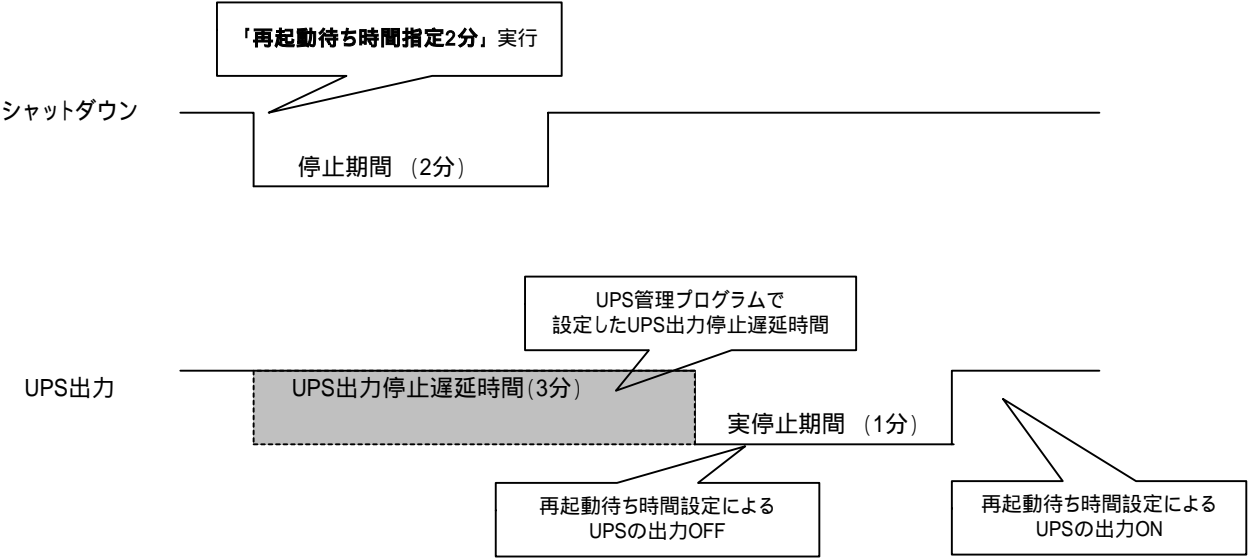 「再起動待ち時間指定2分」実行
シャットダウン
停止期間 (2分)
UPS管理プログラムで
設定したUPS出力停止遅延時間
UPS出力
UPS出力停止遅延時間(3分)
実停止期間 (1分)
再起動待ち時間設定による
UPSの出力OFF
再起動待ち時間設定による
UPSの出力ON